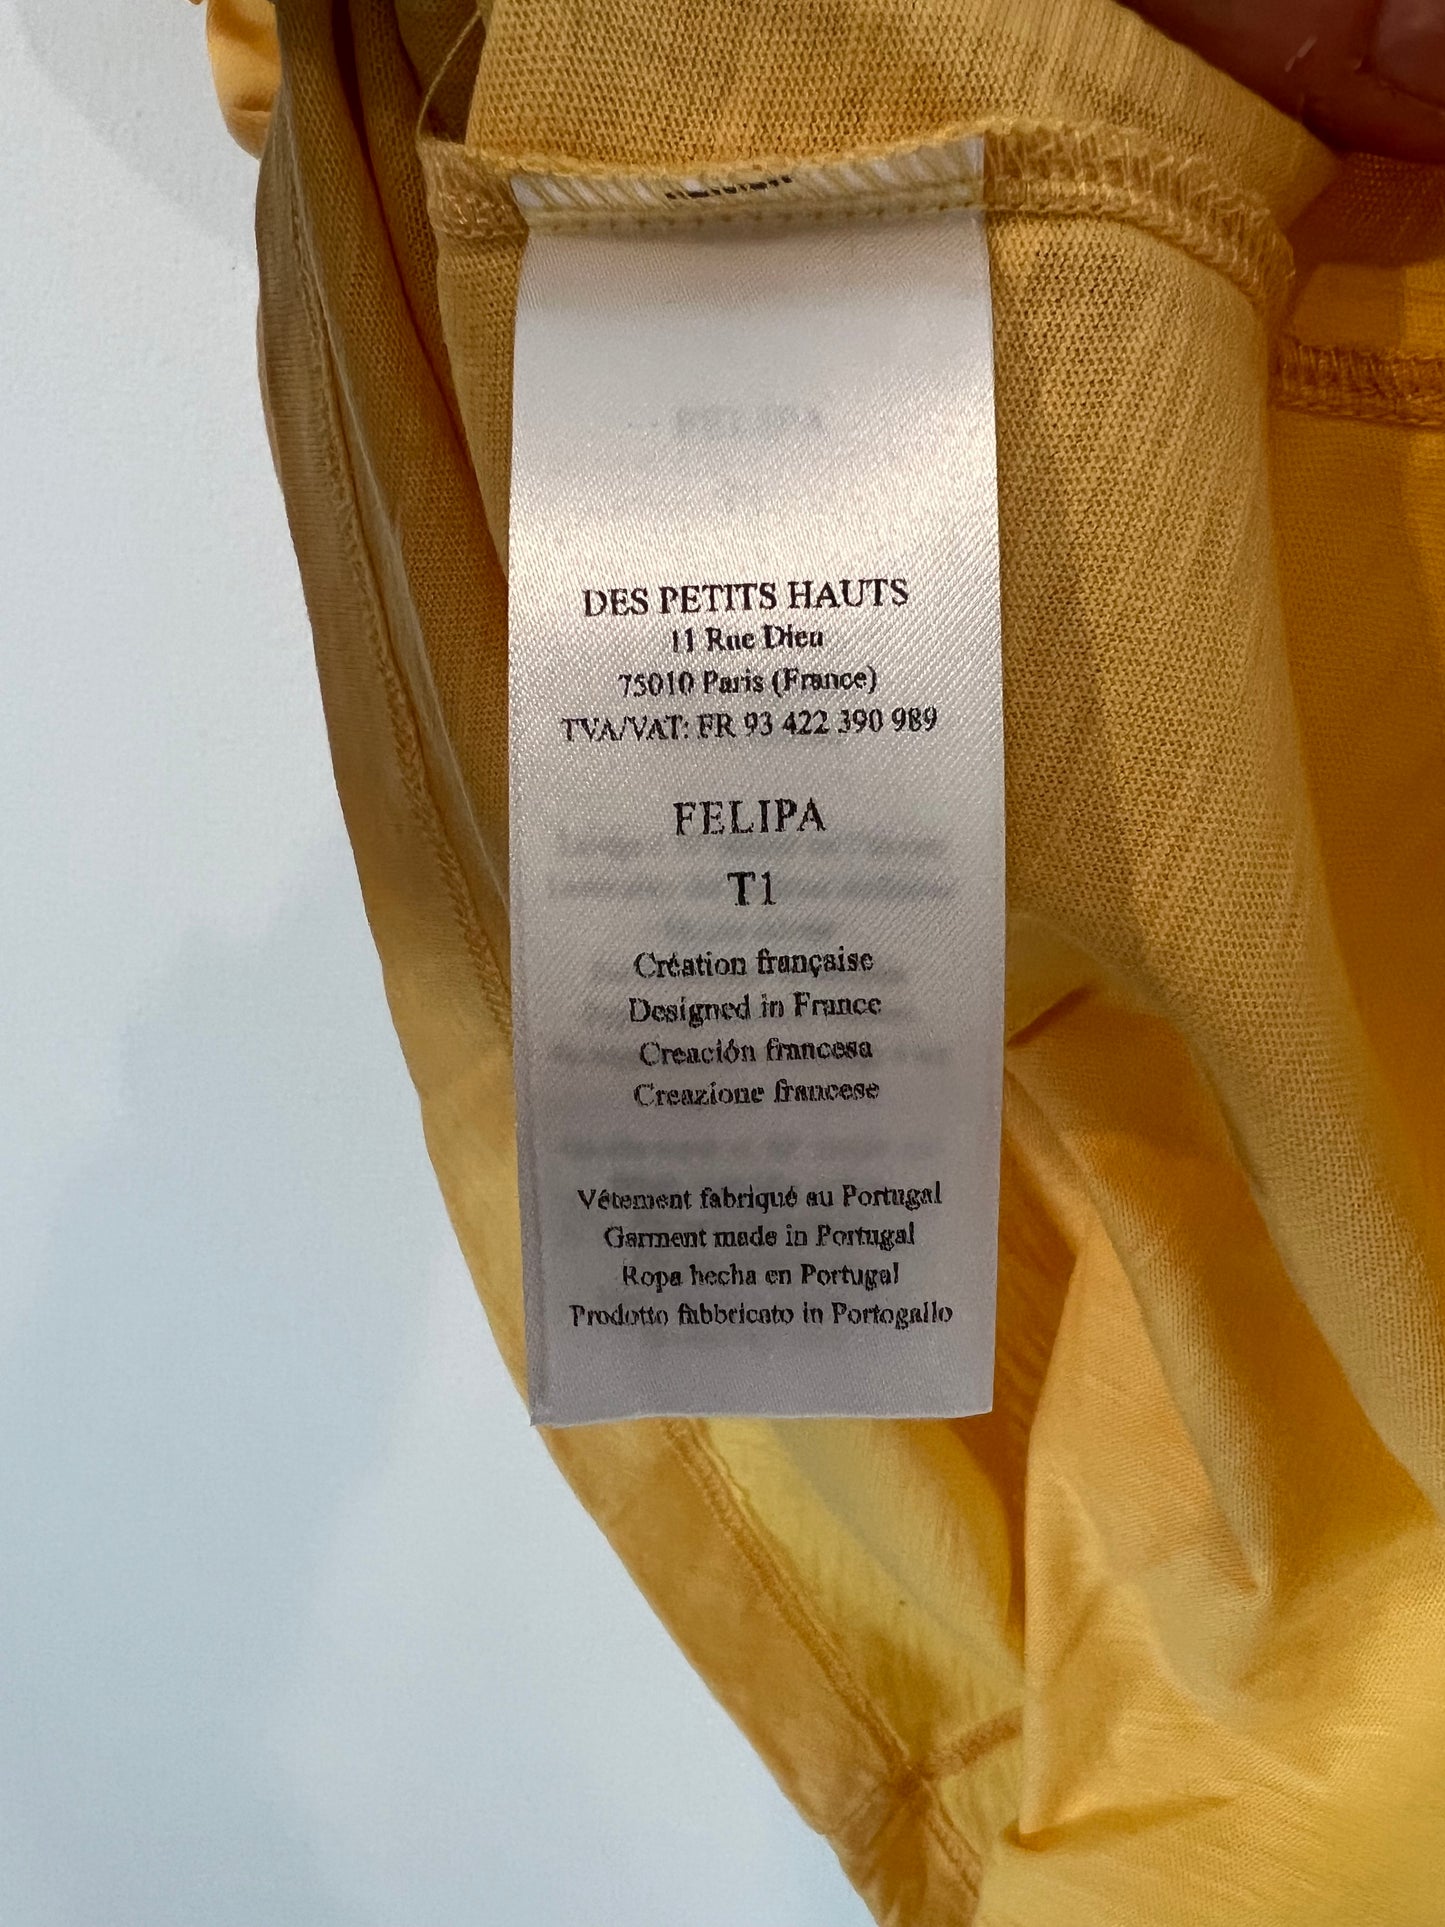 DES PETITS HAUTS
11 Rue Dieu
75010 Paris (France)
TVA/VAT: FR 93 422 390 989
FELIPA
T1
Création française
Designed in France
Creación francesa
Creazione francese
Vêtement fabriqué au Portugal
Garment made in Portugal
Ropa hecha en Portugal
Prodotto fabbricato in Portogallo